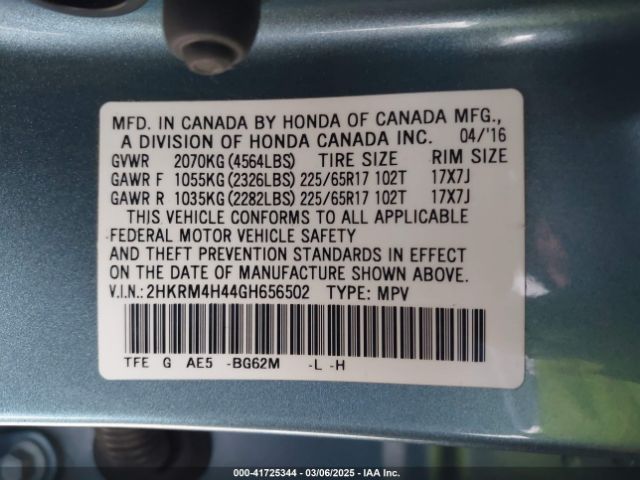 MFD. IN CANADA BY HONDA OF CANADA MFG.,
A DIVISION OF HONDA CANADA INC. 04/'16
GVWR 2070KG (4564LBS) TIRE SIZE RIM SIZE
GAWR F 1055KG (2326LBS) 225/65R17 102T 17X7J
GAWR R 1035KG (2282LBS) 225/65R17 102T 17X7J
THIS VEHICLE CONFORMS TO ALL APPLICABLE
FEDERAL MOTOR VEHICLE SAFETY
AND THEFT PREVENTION STANDARDS IN EFFECT
ON THE DATE OF MANUFACTURE SHOWN ABOVE.
V.I.N.: 2HKRM4H44GH656502 TYPE: MPV
TFE G AE5 -BG62M -L -H
000-41725344 | 03/06/2025 | IAA Inc.